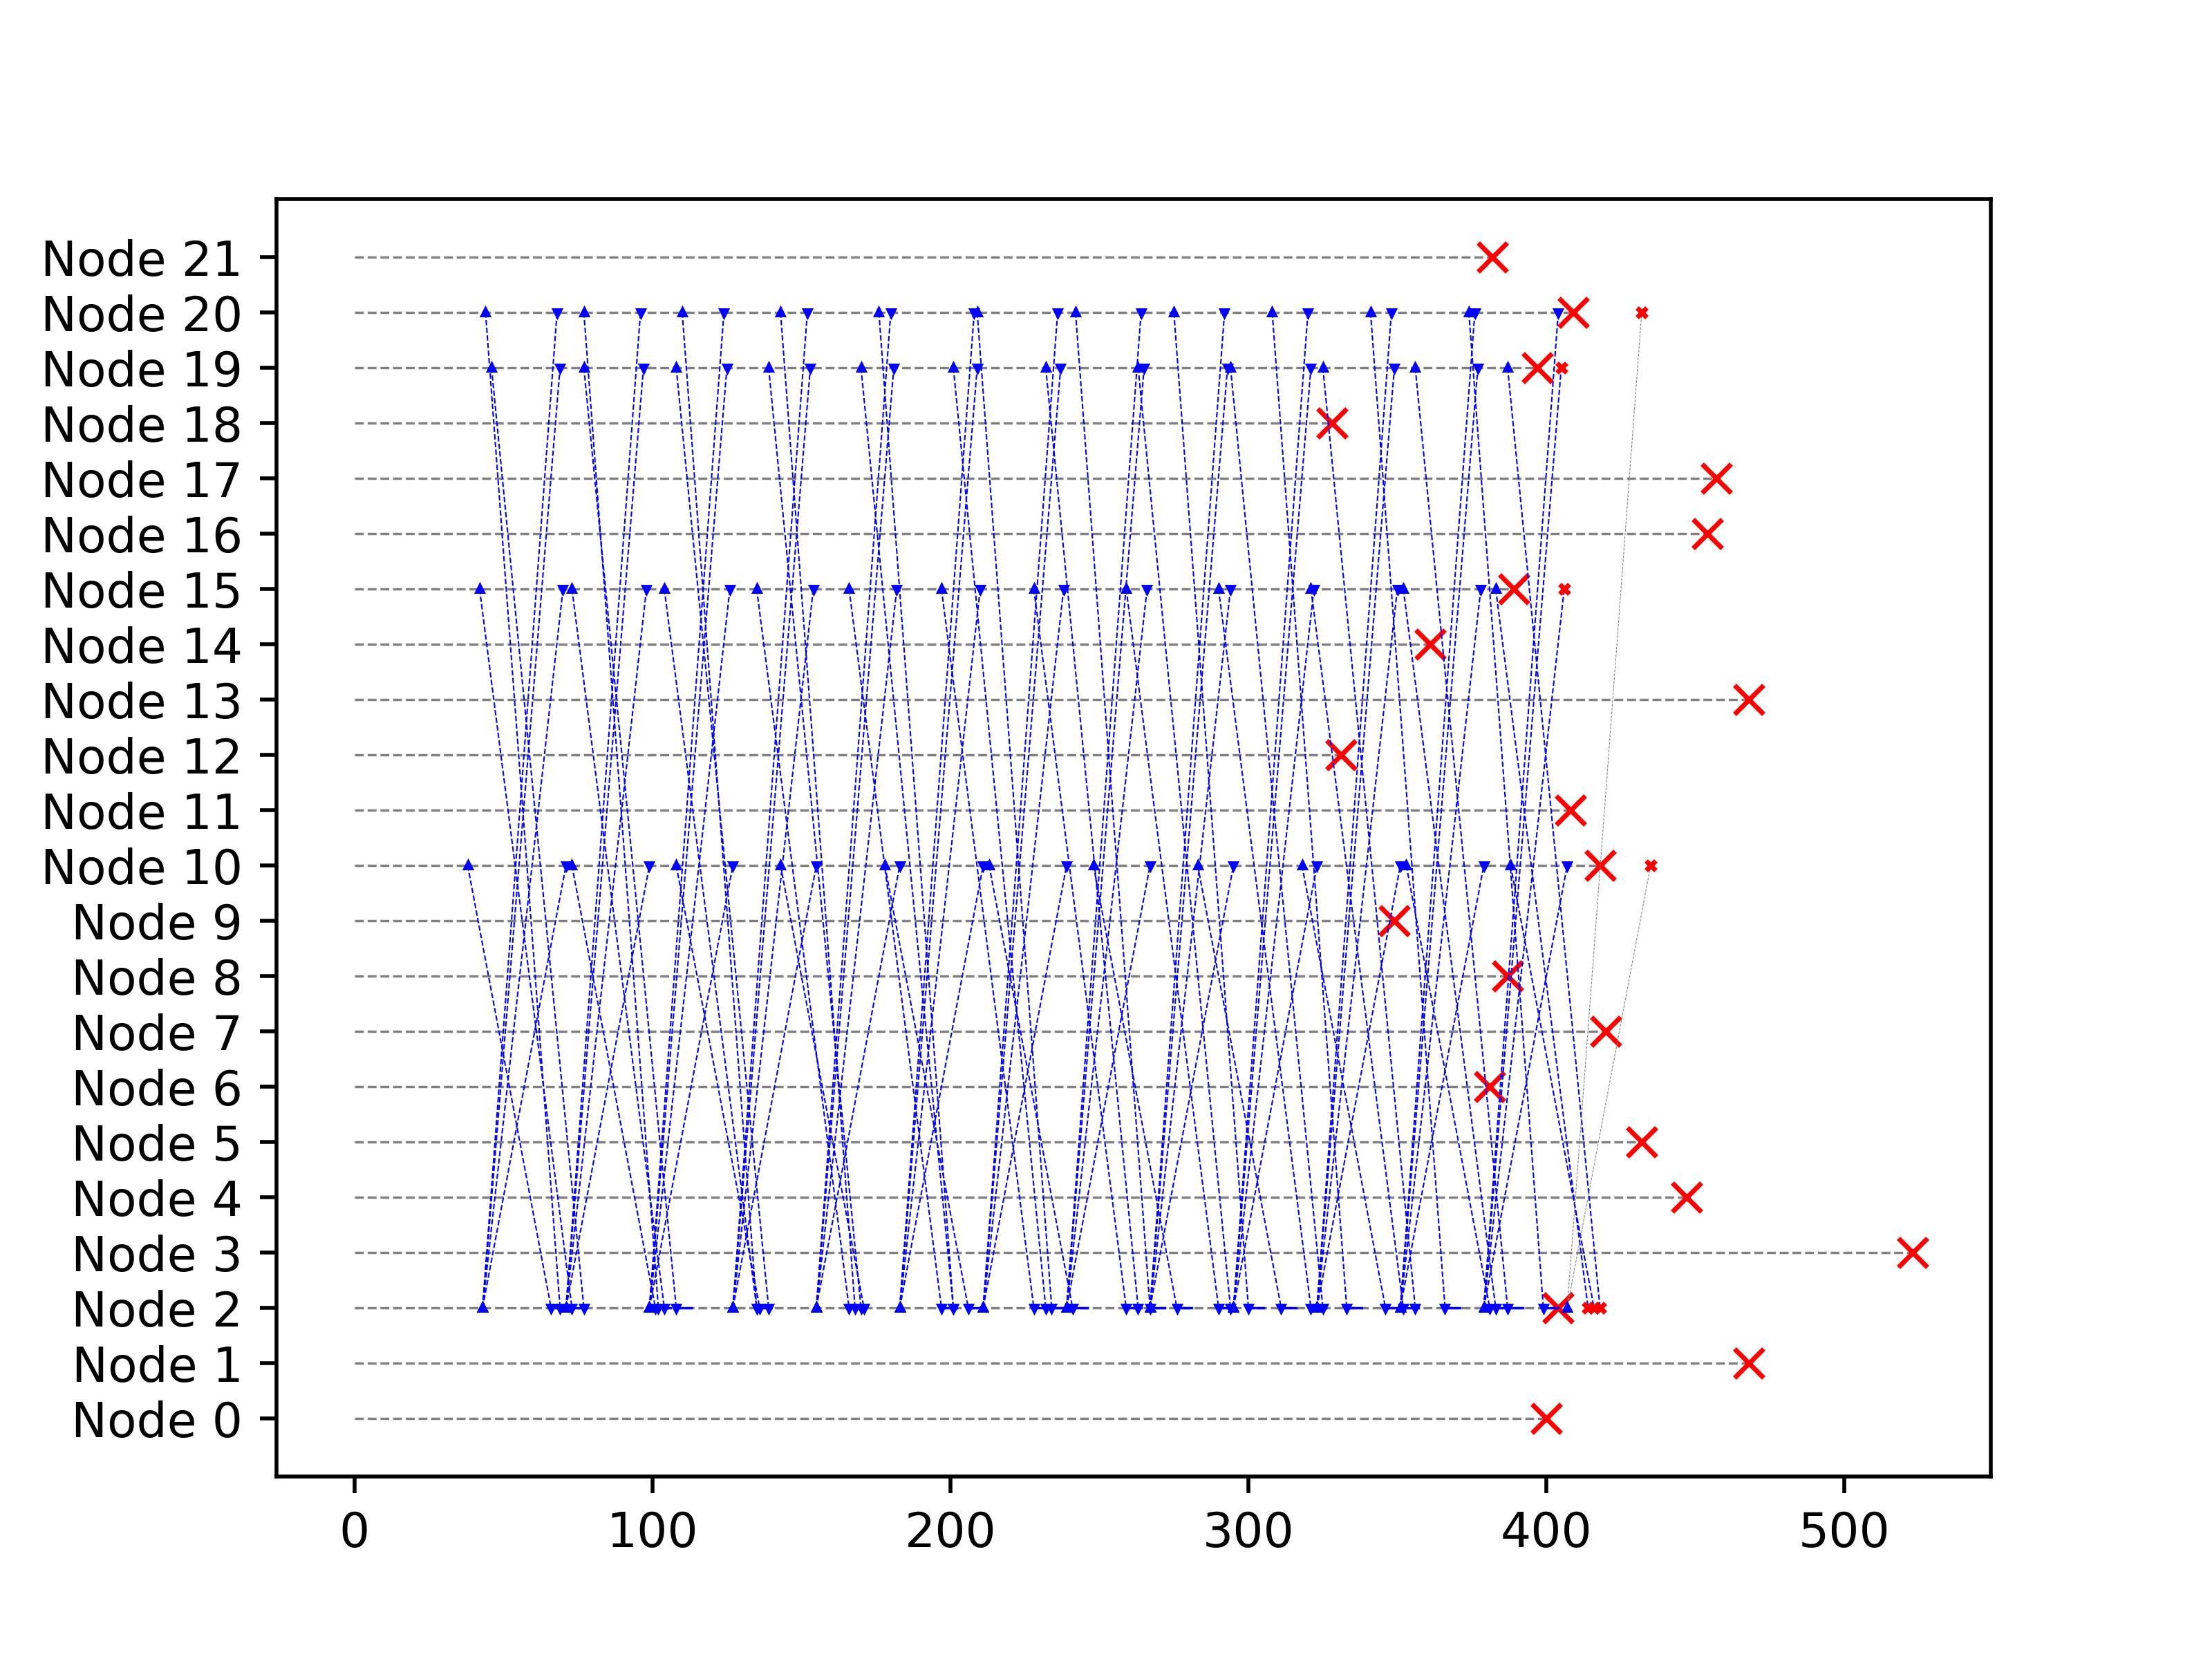 Node 21
Node 20
Node 19
Node 18
Node 17
Node 16
Node 15
Node 14
Node 13
Node 12
Node 11
Node 10
Node 9
Node 8
Node 7
Node 6
Node 5
Node 4
Node 3
Node 2
Node 1
Node 0
0 100 200 300 400 500